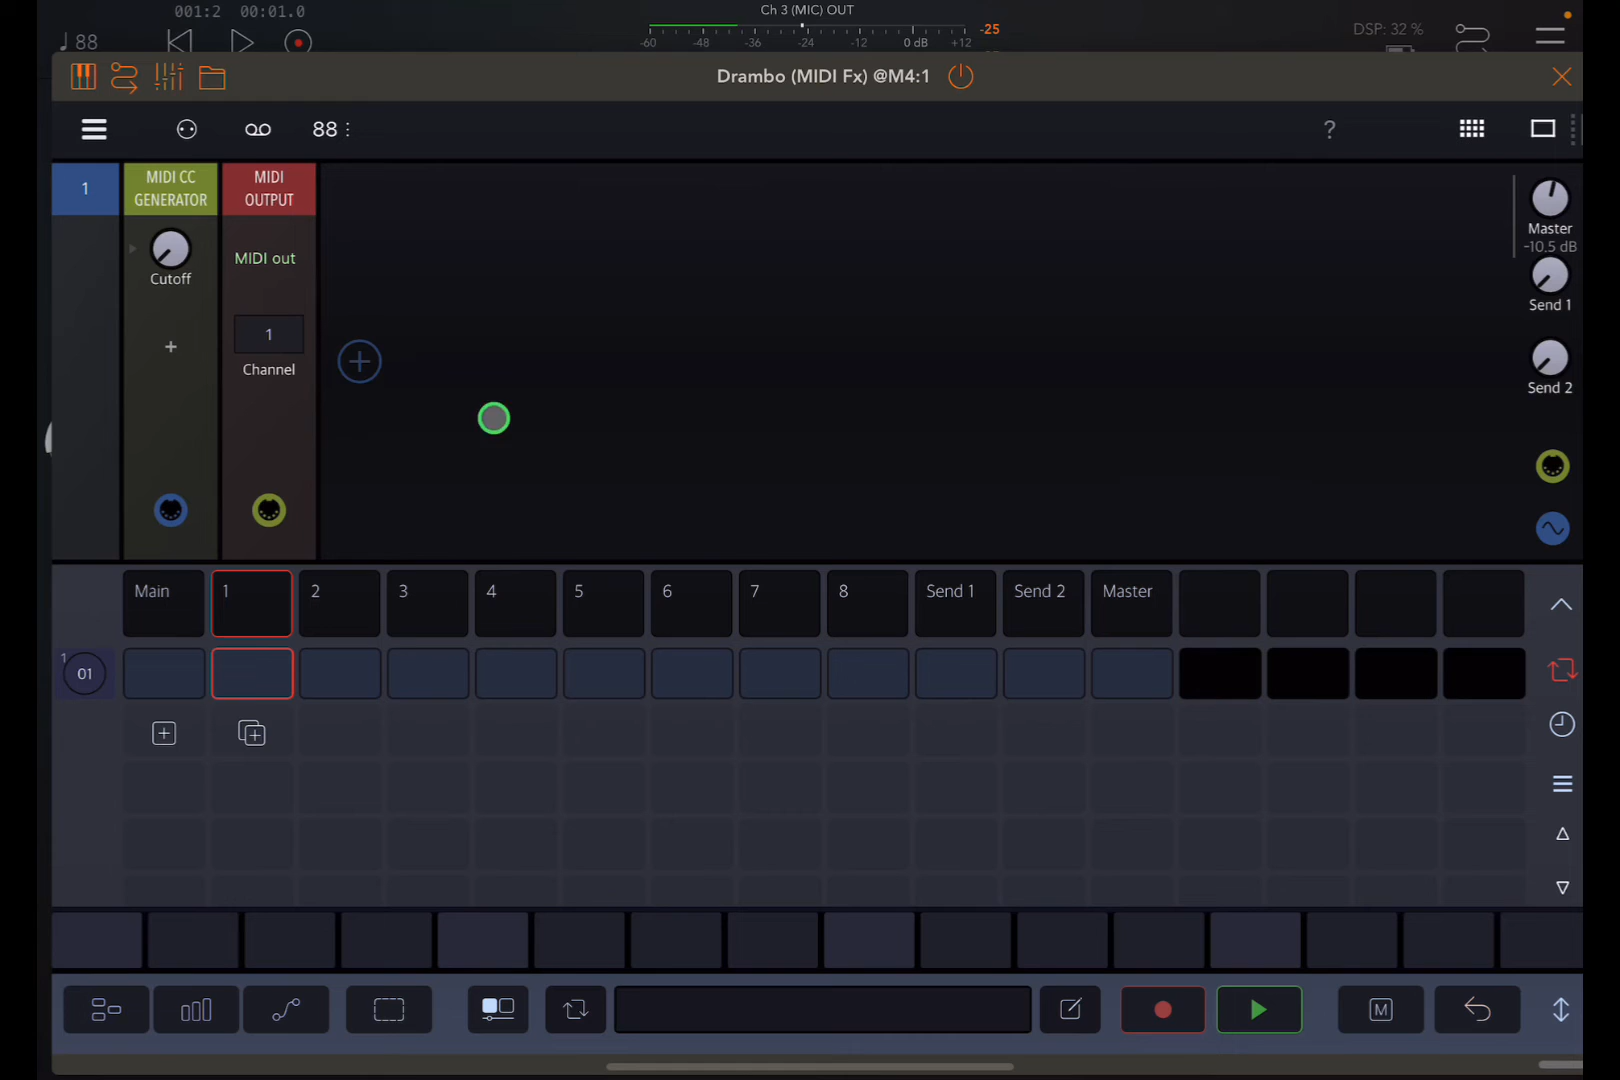 001:2 00:01.0
Ch 3 (MIC) OUT
♩ 88
-60 -48 -36 -24 -12 0 dB +12
-25
DSP: 32 %
Drambo (MIDI Fx) @M4:1
88
?
1
MIDI CC
GENERATOR
MIDI
OUTPUT
Cutoff
+
MIDI out
1
Channel
Master
-10.5 dB
Send 1
Send 2
Main 1 2 3 4 5 6 7 8 Send 1 Send 2 Master
1
01
M